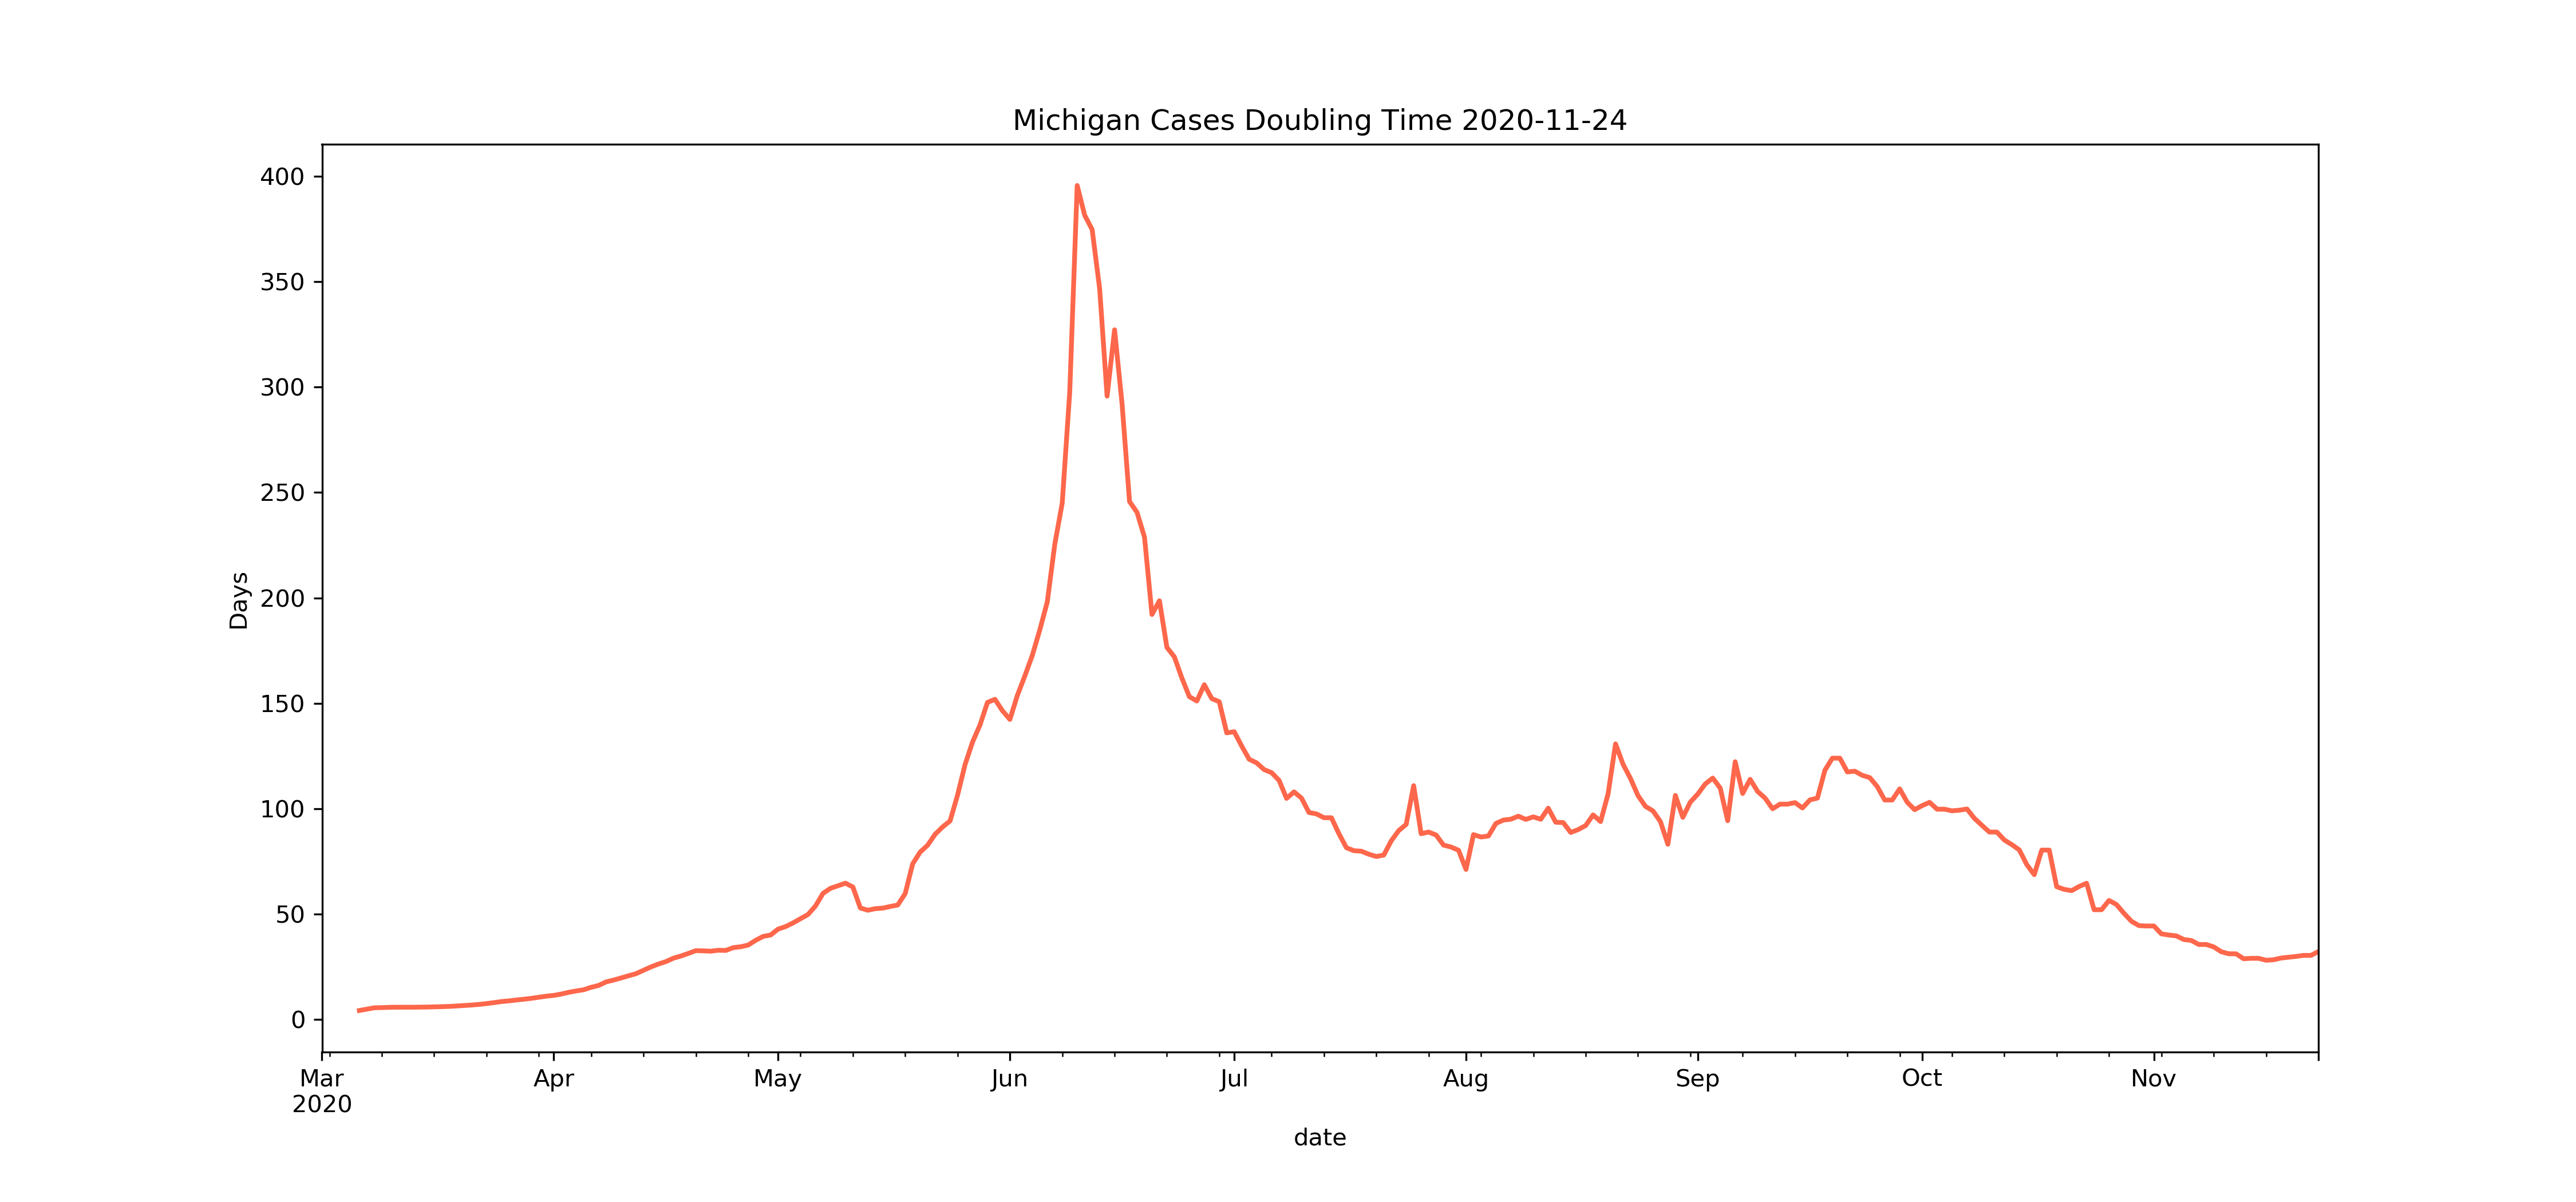 Michigan Cases Doubling Time 2020-11-24
400
350
300
250
200
150
100
50
0
Days
Mar Apr May Jun Jul Aug Sep Oct Nov
2020
date